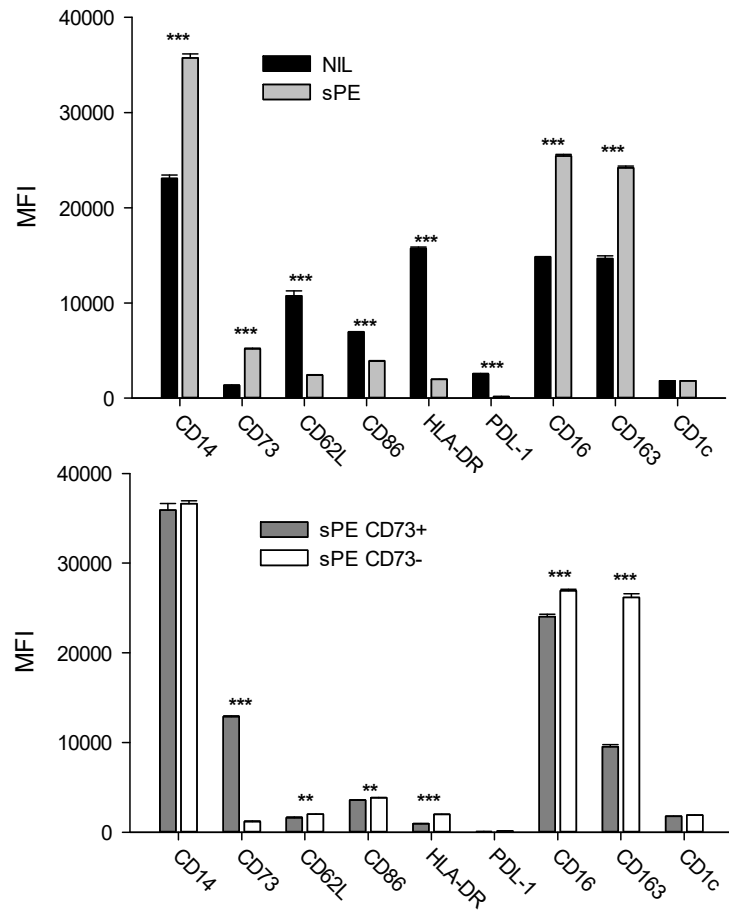 40000
***
NIL
sPE
30000
*** ***
MFI
20000
***
***
10000
***
***
***
0
CD14 CD73 CD62L CD86 HLA-DR PDL-1 CD16 CD163 CD1c
40000
sPE CD73+
sPE CD73-
30000
*** ***
MFI
20000
***
10000
** ** ***
0
CD14 CD73 CD62L CD86 HLA-DR PDL-1 CD16 CD163 CD1c